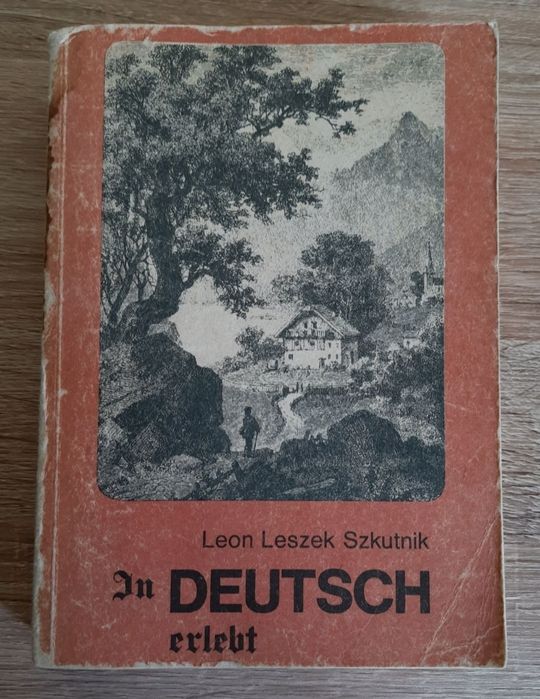 Leon Leszek Szkutnik
In DEUTSCH
erlebt